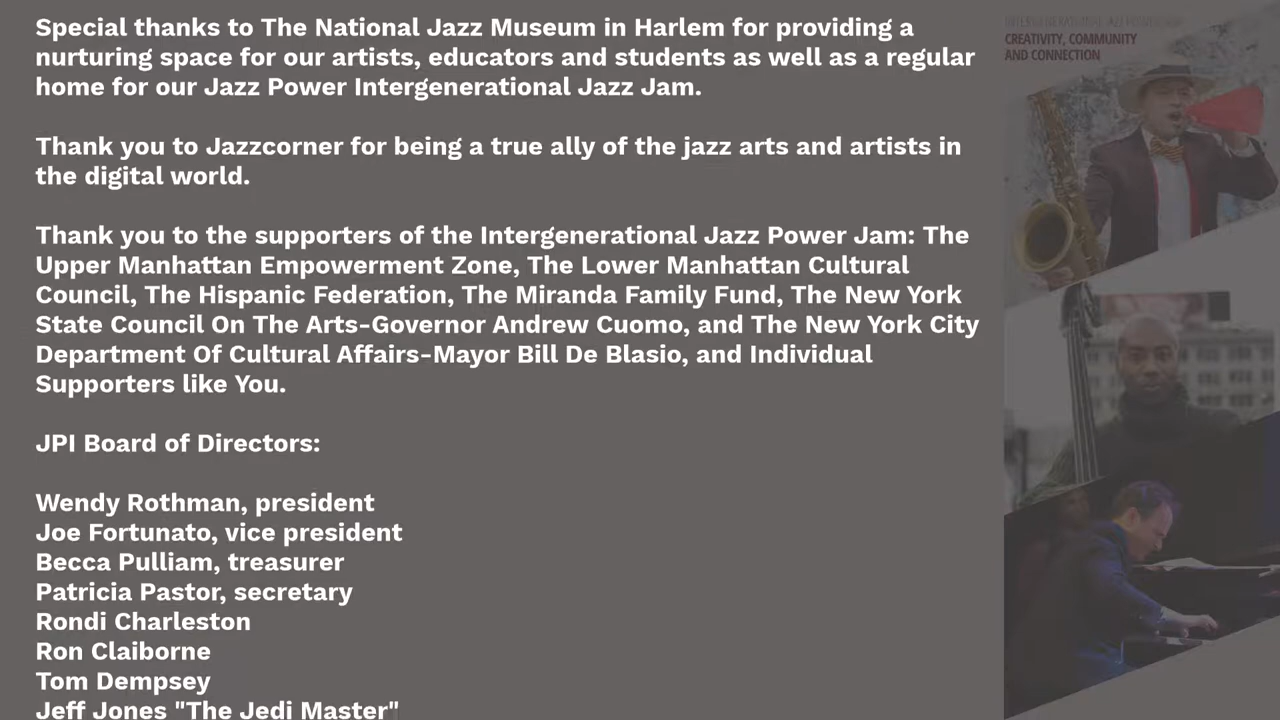 Special thanks to The National Jazz Museum in Harlem for providing a
nurturing space for our artists, educators and students as well as a regular
home for our Jazz Power Intergenerational Jazz Jam.
Thank you to Jazzcorner for being a true ally of the jazz arts and artists in
the digital world.
Thank you to the supporters of the Intergenerational Jazz Power Jam: The
Upper Manhattan Empowerment Zone, The Lower Manhattan Cultural
Council, The Hispanic Federation, The Miranda Family Fund, The New York
State Council On The Arts-Governor Andrew Cuomo, and The New York City
Department Of Cultural Affairs-Mayor Bill De Blasio, and Individual
Supporters like You.
JPI Board of Directors:
Wendy Rothman, president
Joe Fortunato, vice president
Becca Pulliam, treasurer
Patricia Pastor, secretary
Rondi Charleston
Ron Claiborne
Tom Dempsey
Jeff Jones "The Jedi Master"
INTERGENERATIONAL JAZZ POWER JAM
CREATIVITY, COMMUNITY
AND CONNECTION